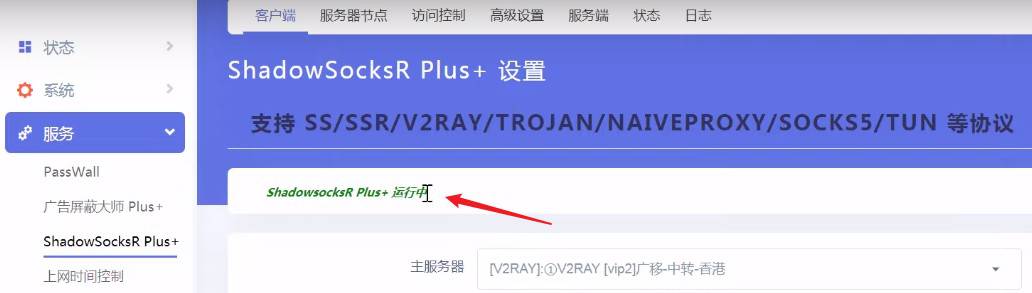 客户端 服务器节点 访问控制 高级设置 服务端 状态 日志
状态
系统
服务
PassWall
广告屏蔽大师 Plus+
ShadowSocksR Plus+
上网时间控制
ShadowSocksR Plus+ 设置
支持 SS/SSR/V2RAY/TROJAN/NAIVEPROXY/SOCKS5/TUN 等协议
ShadowsocksR Plus+ 运行中
主服务器 [V2RAY]:①V2RAY [vip2]广移-中转-香港